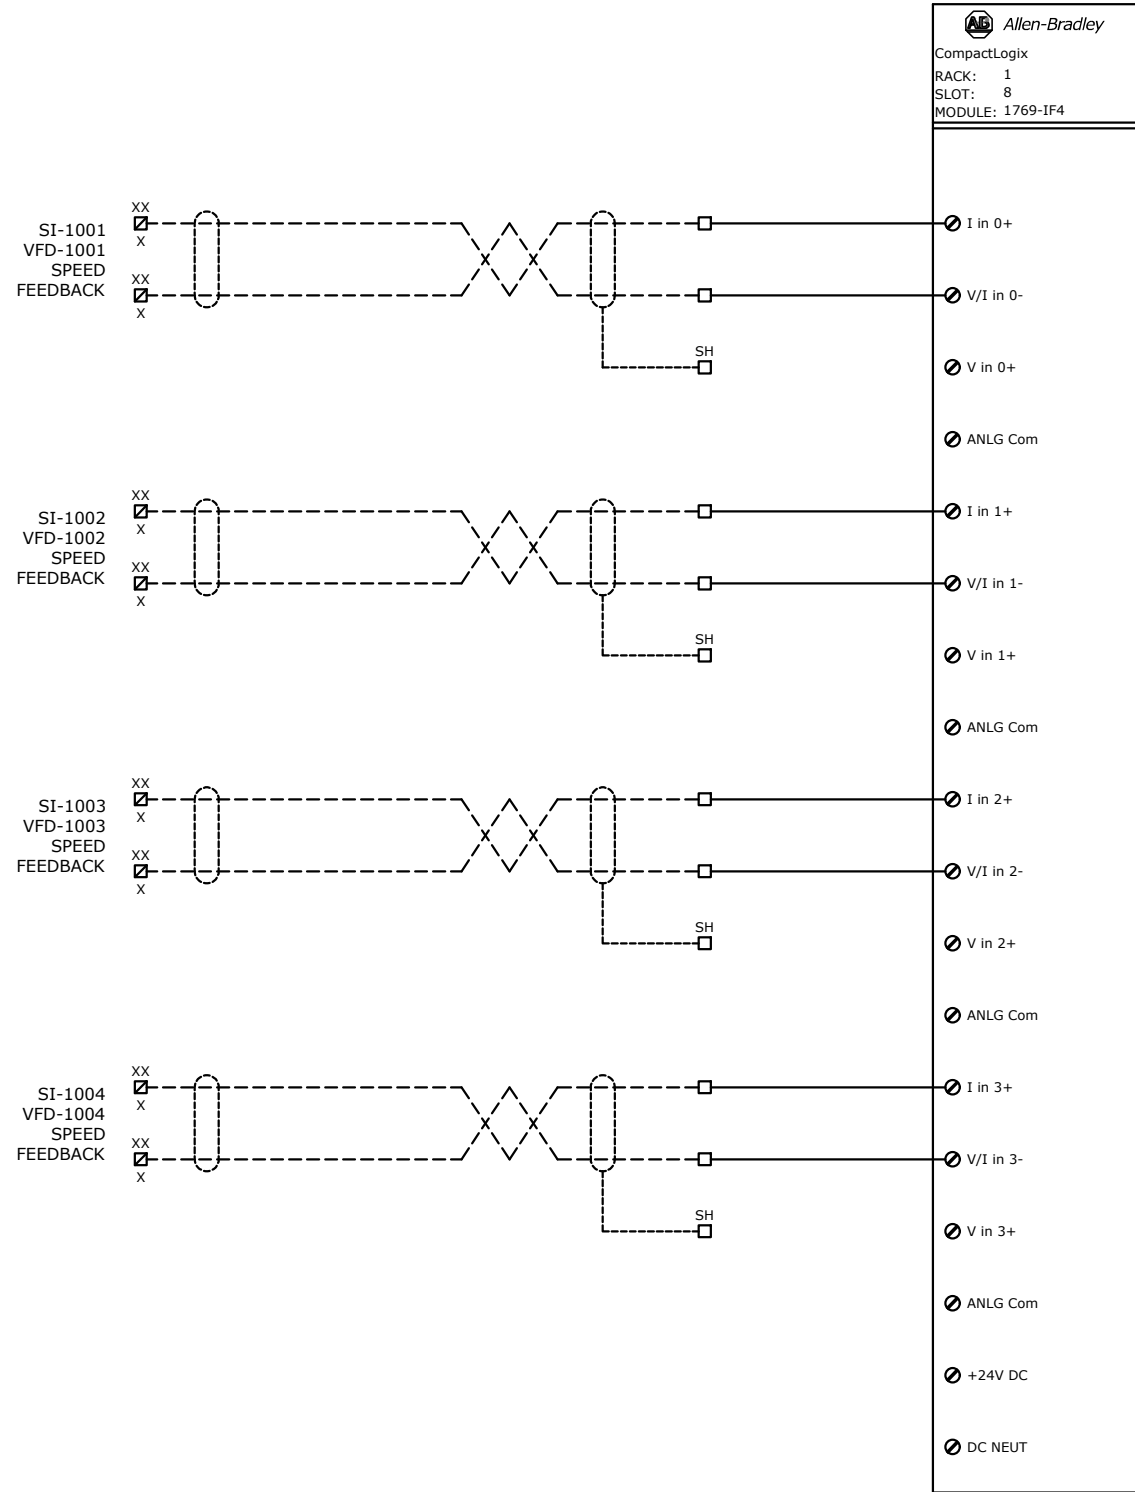 AB Allen-Bradley
CompactLogix
RACK: 1
SLOT: 8
MODULE: 1769-IF4
XX
X
SI-1001
VFD-1001
SPEED
FEEDBACK
XX
X
SH
I in 0+
V/I in 0-
V in 0+
ANLG Com
XX
X
SI-1002
VFD-1002
SPEED
FEEDBACK
XX
X
SH
I in 1+
V/I in 1-
V in 1+
ANLG Com
XX
X
SI-1003
VFD-1003
SPEED
FEEDBACK
XX
X
SH
I in 2+
V/I in 2-
V in 2+
ANLG Com
XX
X
SI-1004
VFD-1004
SPEED
FEEDBACK
XX
X
SH
I in 3+
V/I in 3-
V in 3+
ANLG Com
+24V DC
DC NEUT